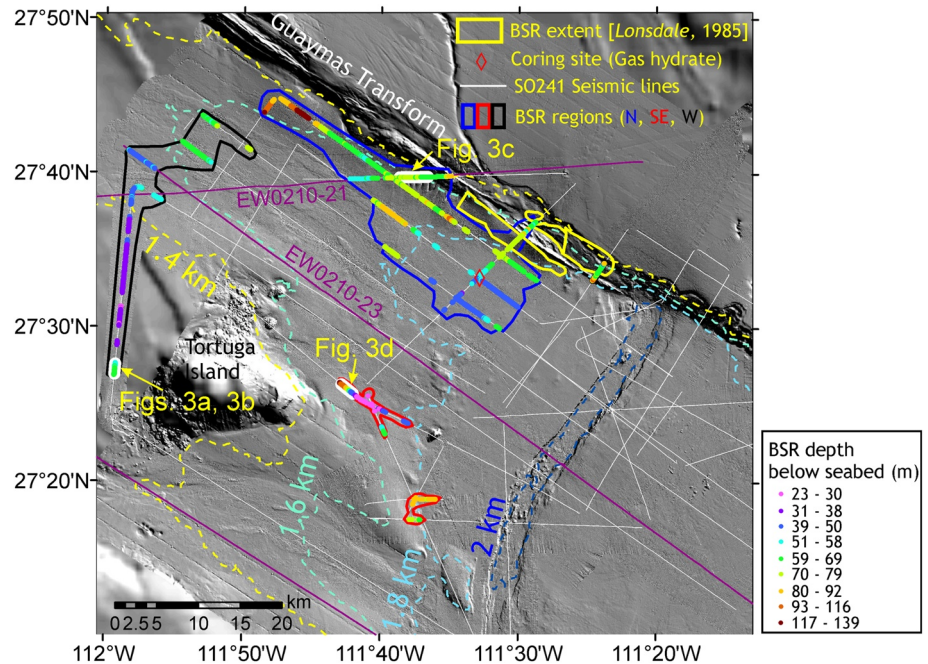 27°50'N
27°40'N
27°30'N
27°20'N
Guaymas Transform
BSR extent [Lonsdale, 1985]
Coring site (Gas hydrate)
SO241 Seismic lines
BSR regions (N, SE, W)
Fig. 3c
EW0210-21
EW0210-23
1.4 km
Tortuga
Island
Fig. 3d
Figs. 3a, 3b
1.6 km
1.8 km
2 km
km
0 2.5 5 10 15 20
BSR depth
below seabed (m)
23 - 30
31 - 38
39 - 50
51 - 58
59 - 69
70 - 79
80 - 92
93 - 116
117 - 139
112°W 111°50'W 111°40'W 111°30'W 111°20'W